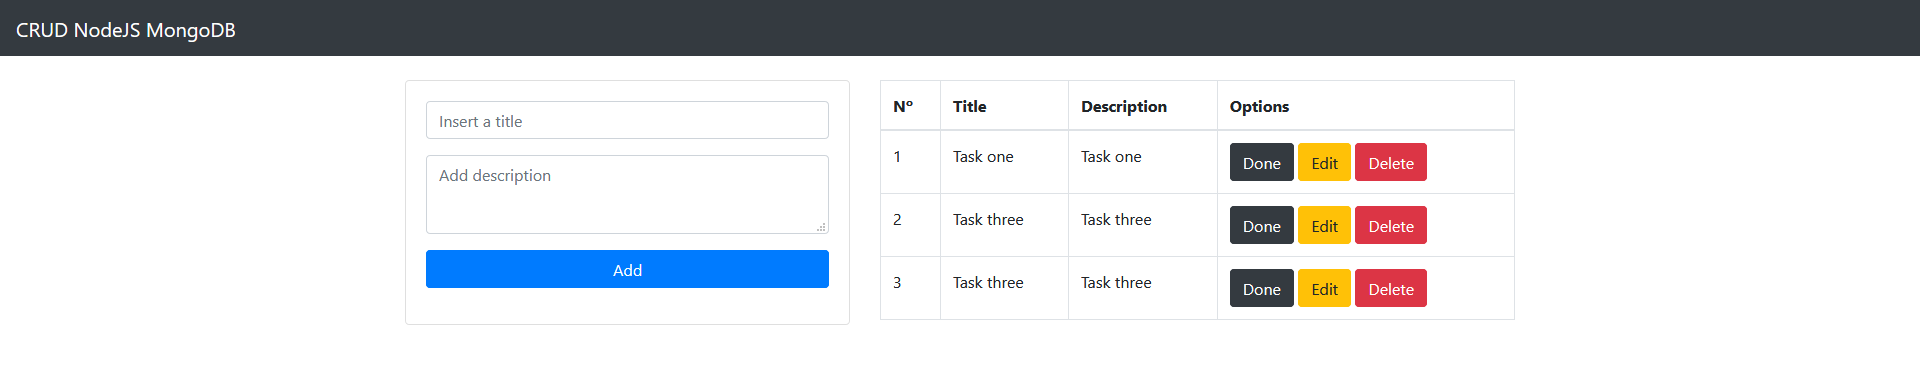 CRUD NodeJS MongoDB
Insert a title
Add description
Add
Nº Title Description Options
1 Task one Task one Done Edit Delete
2 Task three Task three Done Edit Delete
3 Task three Task three Done Edit Delete